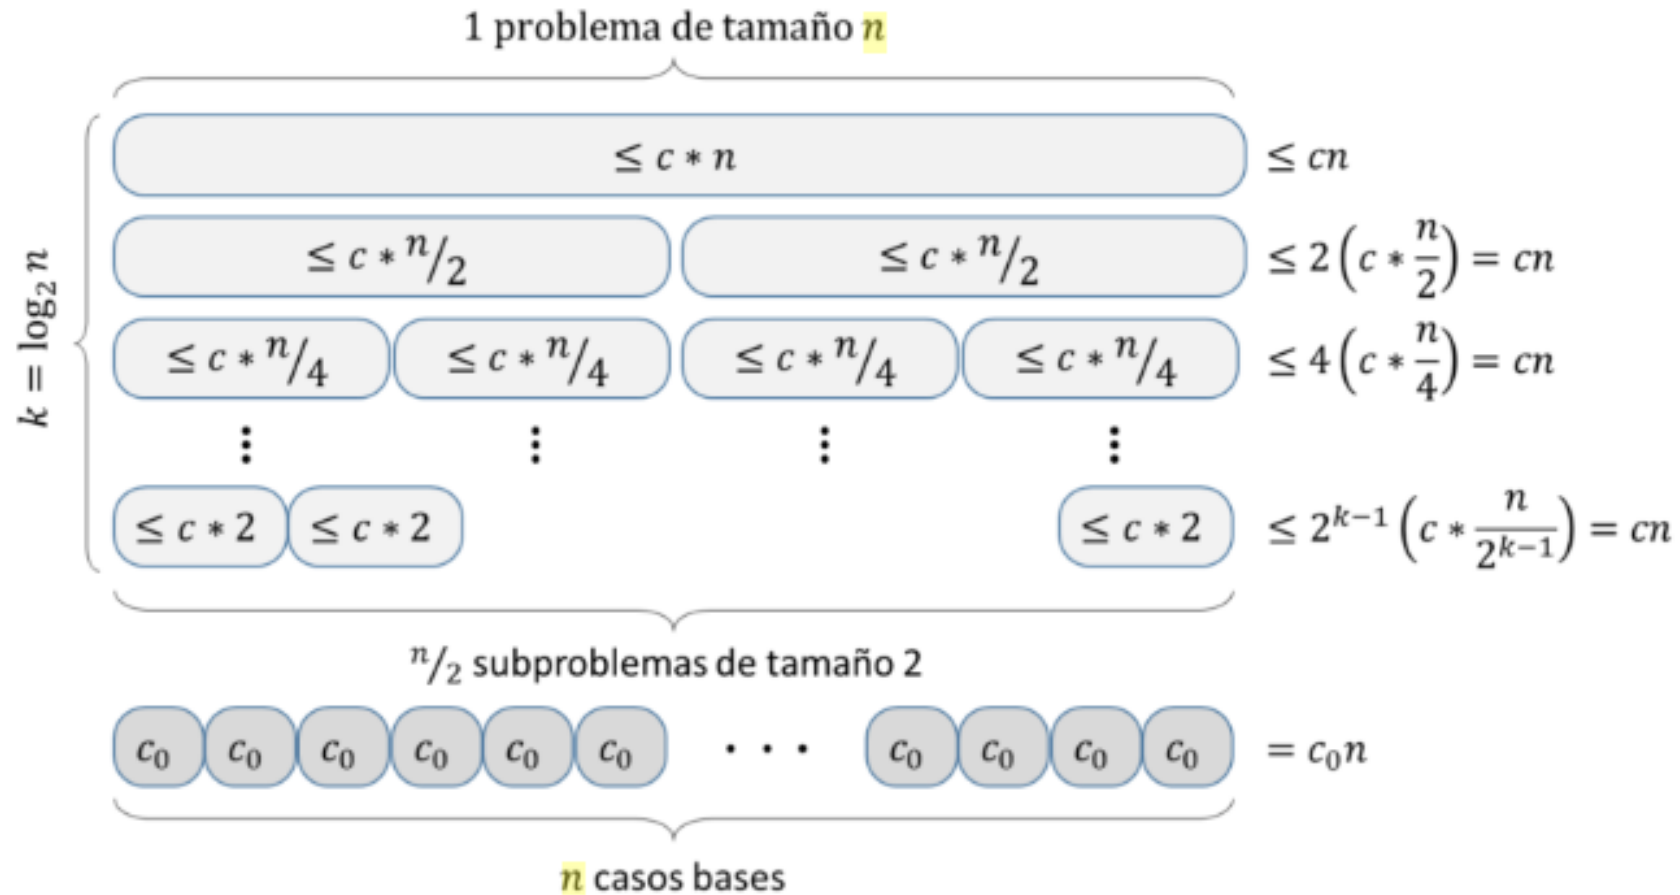 1 problema de tamaño n
≤ c * n ≤ cn
≤ c * n/2 ≤ c * n/2 ≤ 2 (c * n/2) = cn
k = log₂ n
≤ c * n/4 ≤ c * n/4 ≤ c * n/4 ≤ c * n/4 ≤ 4 (c * n/4) = cn
⋮ ⋮ ⋮ ⋮
≤ c * 2 ≤ c * 2 ≤ c * 2 ≤ 2^{k−1} (c * n/2^{k−1}) = cn
n/2 subproblemas de tamaño 2
c₀ c₀ c₀ c₀ c₀ c₀ · · · c₀ c₀ c₀ c₀ = c₀n
n casos bases